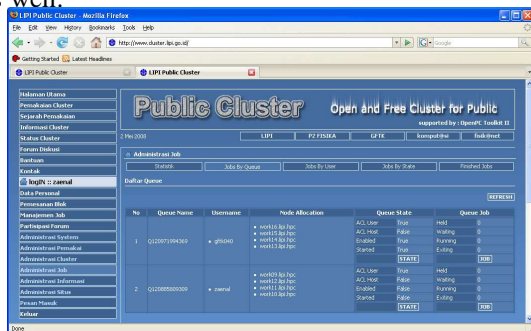 s well.
LIPI Public Cluster - Mozilla Firefox
File Edit View History Bookmarks Tools Help
http://www.cluster.lipi.go.id/
Google
Getting Started Latest Headlines
LIPI Public Cluster
LIPI Public Cluster
Public Cluster
Open and Free Cluster for Public
supported by : OpenPC Toolkit II
2 Mei 2008
LIPI
P2 FISIKA
GFTK
komput@si
fisik@net
Halaman Utama
Pemakaian Cluster
Sejarah Pemakaian
Informasi Cluster
Status Cluster
Forum Diskusi
Bantuan
Kontak
logIN :: zaenal
Data Personal
Pemesanan Blok
Manajemen Job
Partisipasi Forum
Administrasi System
Administrasi Pemakai
Administrasi Cluster
Administrasi Job
Administrasi Informasi
Administrasi Situs
Pesan Masuk
Keluar
Administrasi Job
Statistik
Jobs By Queue
Jobs By User
Jobs By State
Finished Jobs
Daftar Queue
REFRESH
No Queue Name Username Node Allocation Queue State Queue Job
1 Q120971994369 gftk040
work16.lipi.hpc
work15.lipi.hpc
work14.lipi.hpc
work13.lipi.hpc
ACL User True Held 0
ACL Host False Waiting 0
Enabled True Running 0
Started True Exiting 0
STATE JOB
2 Q120885809309 zaenal
work09.lipi.hpc
work12.lipi.hpc
work11.lipi.hpc
work10.lipi.hpc
ACL User True Held 0
ACL Host False Waiting 0
Enabled True Running 0
Started True Exiting 0
STATE JOB
Done